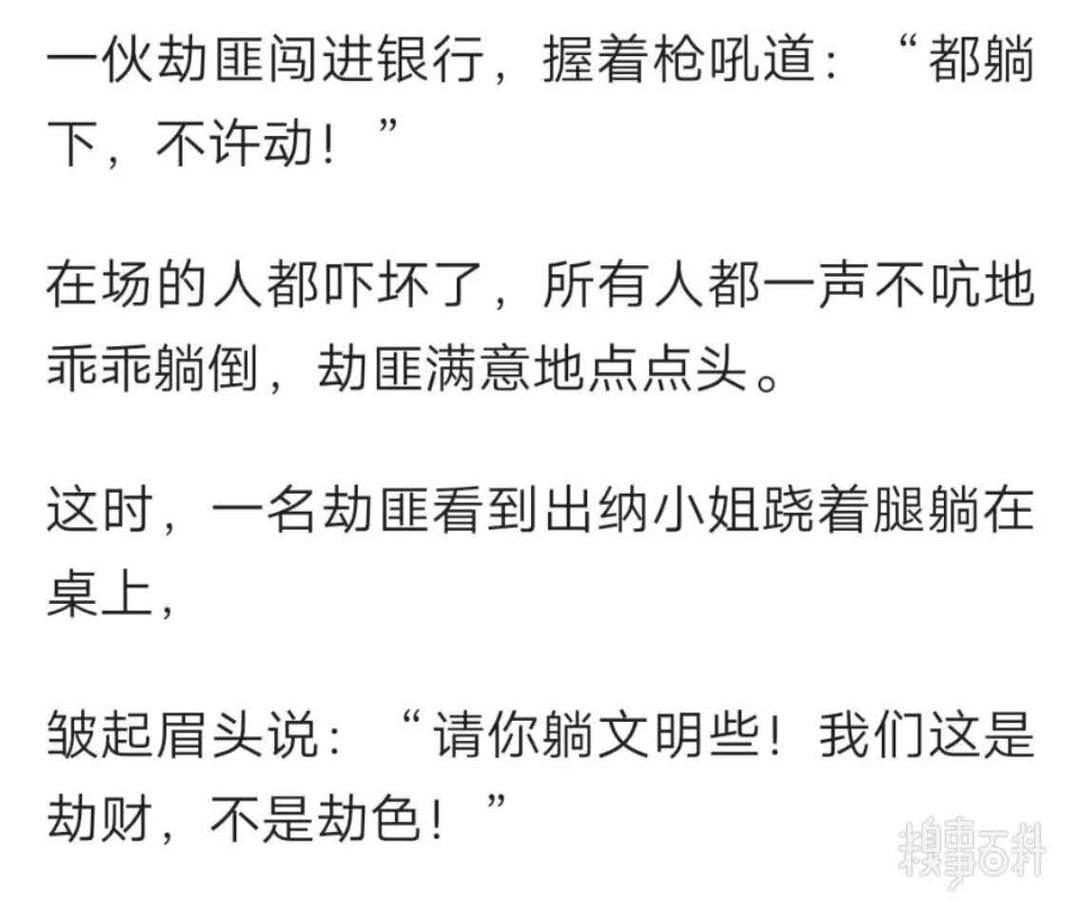 一伙劫匪闯进银行，握着枪吼道：“都躺
下，不许动！”
在场的人都吓坏了，所有人都一声不吭地
乖乖躺倒，劫匪满意地点点头。
这时，一名劫匪看到出纳小姐跷着腿躺在
桌上，
皱起眉头说：“请你躺文明些！我们这是
劫财，不是劫色！”
糗事百科